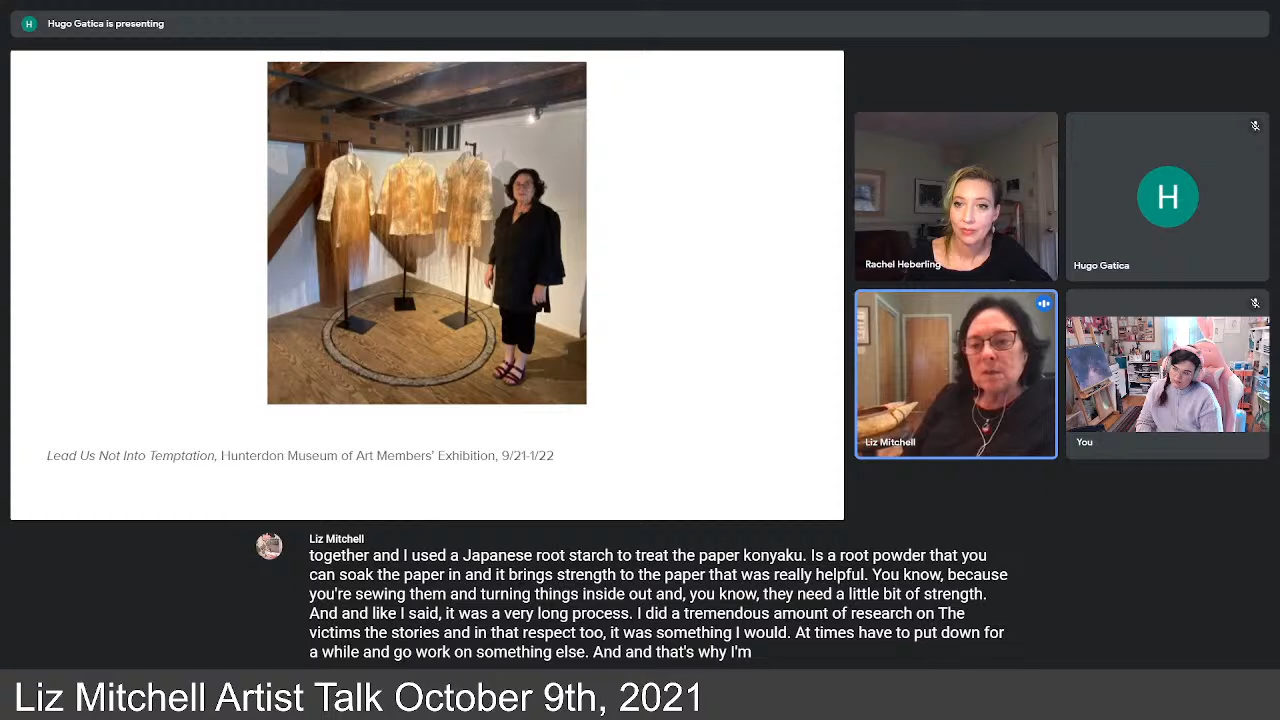 H
Hugo Gatica is presenting
Lead Us Not Into Temptation, Hunterdon Museum of Art Members' Exhibition, 9/21-1/22
Rachel Heberling
H
Hugo Gatica
Liz Mitchell
You
Liz Mitchell
together and I used a Japanese root starch to treat the paper konyaku. Is a root powder that you
can soak the paper in and it brings strength to the paper that was really helpful. You know, because
you're sewing them and turning things inside out and, you know, they need a little bit of strength.
And and like I said, it was a very long process. I did a tremendous amount of research on The
victims the stories and in that respect too, it was something I would. At times have to put down for
a while and go work on something else. And and that's why I'm
Liz Mitchell Artist Talk October 9th, 2021